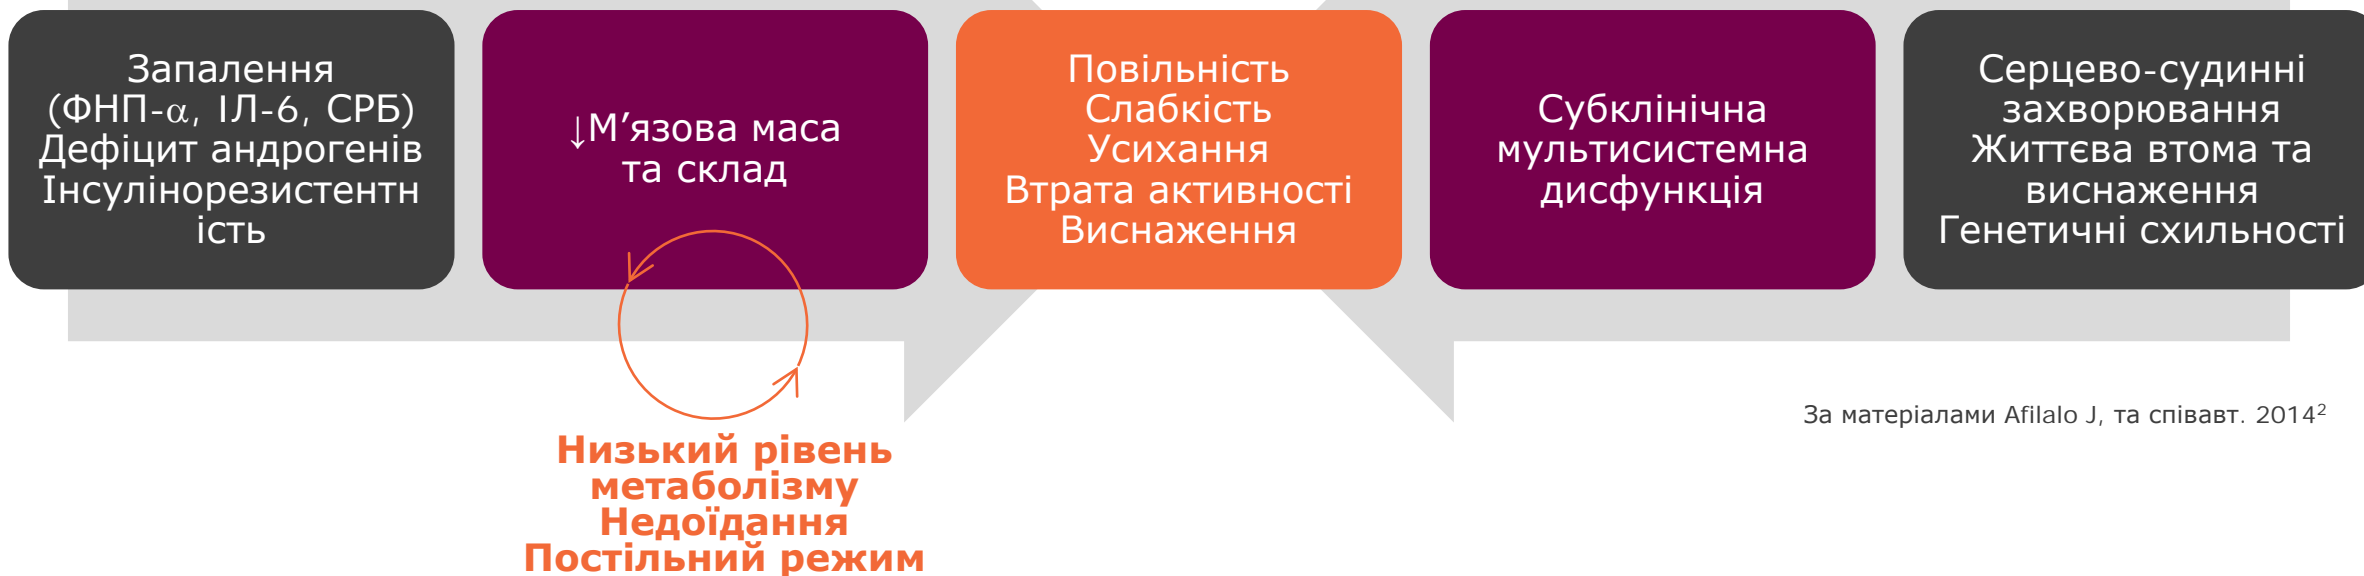 Запалення
(ФНП-α, ІЛ-6, СРБ)
Дефіцит андрогенів
Інсулінорезистентн
ість
↓М’язова маса
та склад
Повільність
Слабкість
Усихання
Втрата активності
Виснаження
Субклінічна
мультисистемна
дисфункція
Серцево-судинні
захворювання
Життєва втома та
виснаження
Генетичні схильності
За матеріалами Afilalo J, та співавт. 2014²
Низький рівень
метаболізму
Недоїдання
Постільний режим